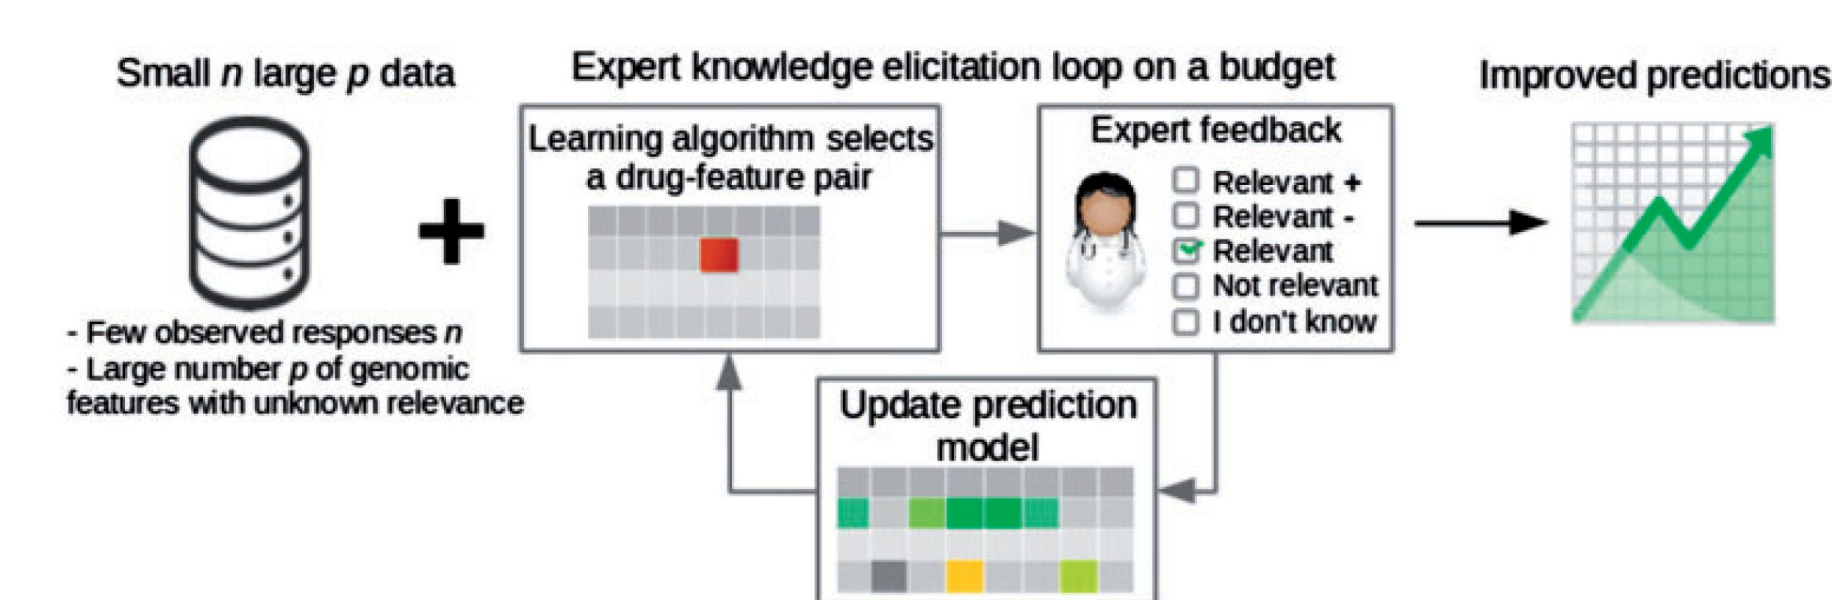 Small n large p data
- Few observed responses n
- Large number p of genomic
features with unknown relevance
Expert knowledge elicitation loop on a budget
Learning algorithm selects
a drug-feature pair
Expert feedback
Relevant +
Relevant -
Relevant
Not relevant
I don't know
Update prediction
model
Improved predictions